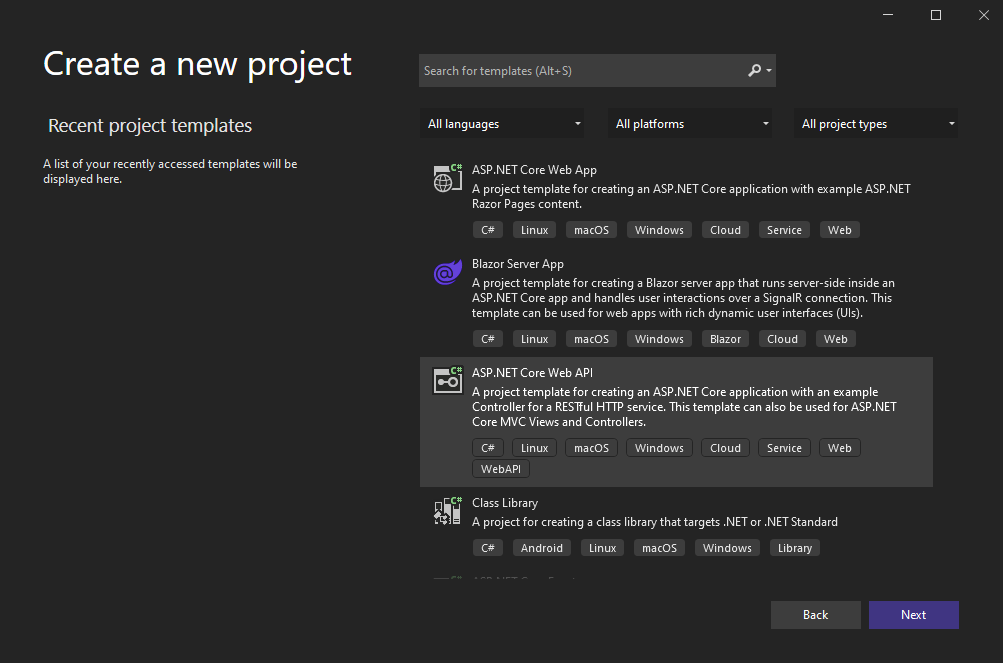 Create a new project
Search for templates (Alt+S)
Recent project templates
A list of your recently accessed templates will be
displayed here.
All languages
All platforms
All project types
C#
ASP.NET Core Web App
A project template for creating an ASP.NET Core application with example ASP.NET
Razor Pages content.
C# Linux macOS Windows Cloud Service Web
Blazor Server App
A project template for creating a Blazor server app that runs server-side inside an
ASP.NET Core app and handles user interactions over a SignalR connection. This
template can be used for web apps with rich dynamic user interfaces (UIs).
C# Linux macOS Windows Blazor Cloud Web
C#
ASP.NET Core Web API
A project template for creating an ASP.NET Core application with an example
Controller for a RESTful HTTP service. This template can also be used for ASP.NET
Core MVC Views and Controllers.
C# Linux macOS Windows Cloud Service Web
WebAPI
C#
Class Library
A project for creating a class library that targets .NET or .NET Standard
C# Android Linux macOS Windows Library
Back
Next